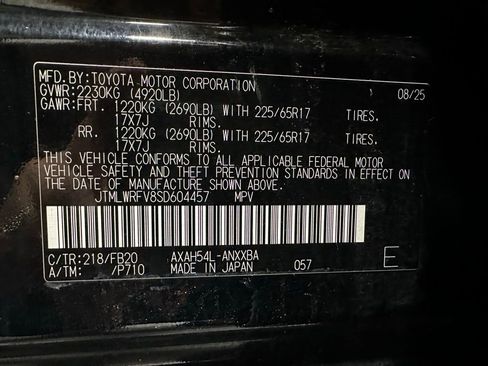 MFD.BY:TOYOTA MOTOR CORPORATION 08/25
GVWR:2230KG (4920LB)
GAWR:FRT. 1220KG (2690LB) WITH 225/65R17 TIRES.
17X7J RIMS.
RR. 1220KG (2690LB) WITH 225/65R17 TIRES.
17X7J RIMS.
THIS VEHICLE CONFORMS TO ALL APPLICABLE FEDERAL MOTOR
VEHICLE SAFETY AND THEFT PREVENTION STANDARDS IN EFFECT
ON THE DATE OF MANUFACTURE SHOWN ABOVE.
JTMLWRFV8SD604457 MPV
C/TR:218/FB20 AXAH54L-ANXXBA
A/TM: /P710 MADE IN JAPAN 057 E